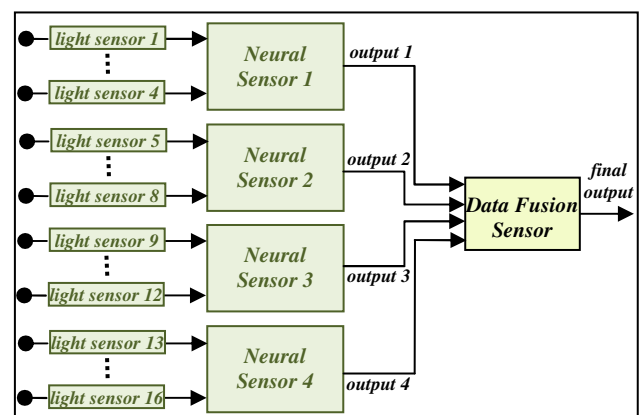 light sensor 1
light sensor 4
Neural
Sensor 1
output 1
light sensor 5
light sensor 8
Neural
Sensor 2
output 2
light sensor 9
light sensor 12
Neural
Sensor 3
output 3
light sensor 13
light sensor 16
Neural
Sensor 4
output 4
Data Fusion
Sensor
final
output